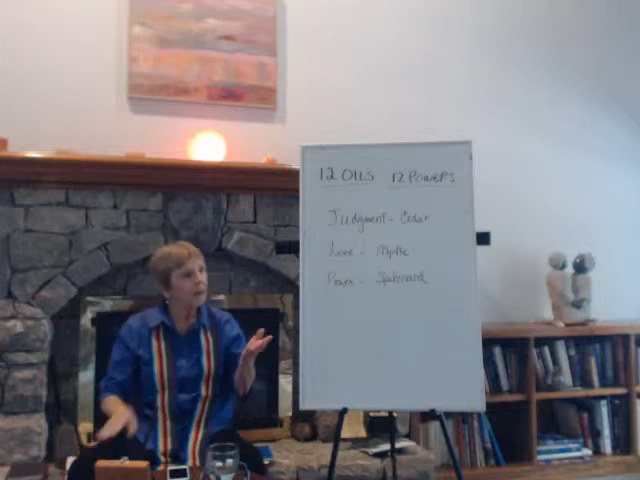 12 OILS 12 POWERS
Judgment - Cedar
Love - Myrtle
Power - Spikenard